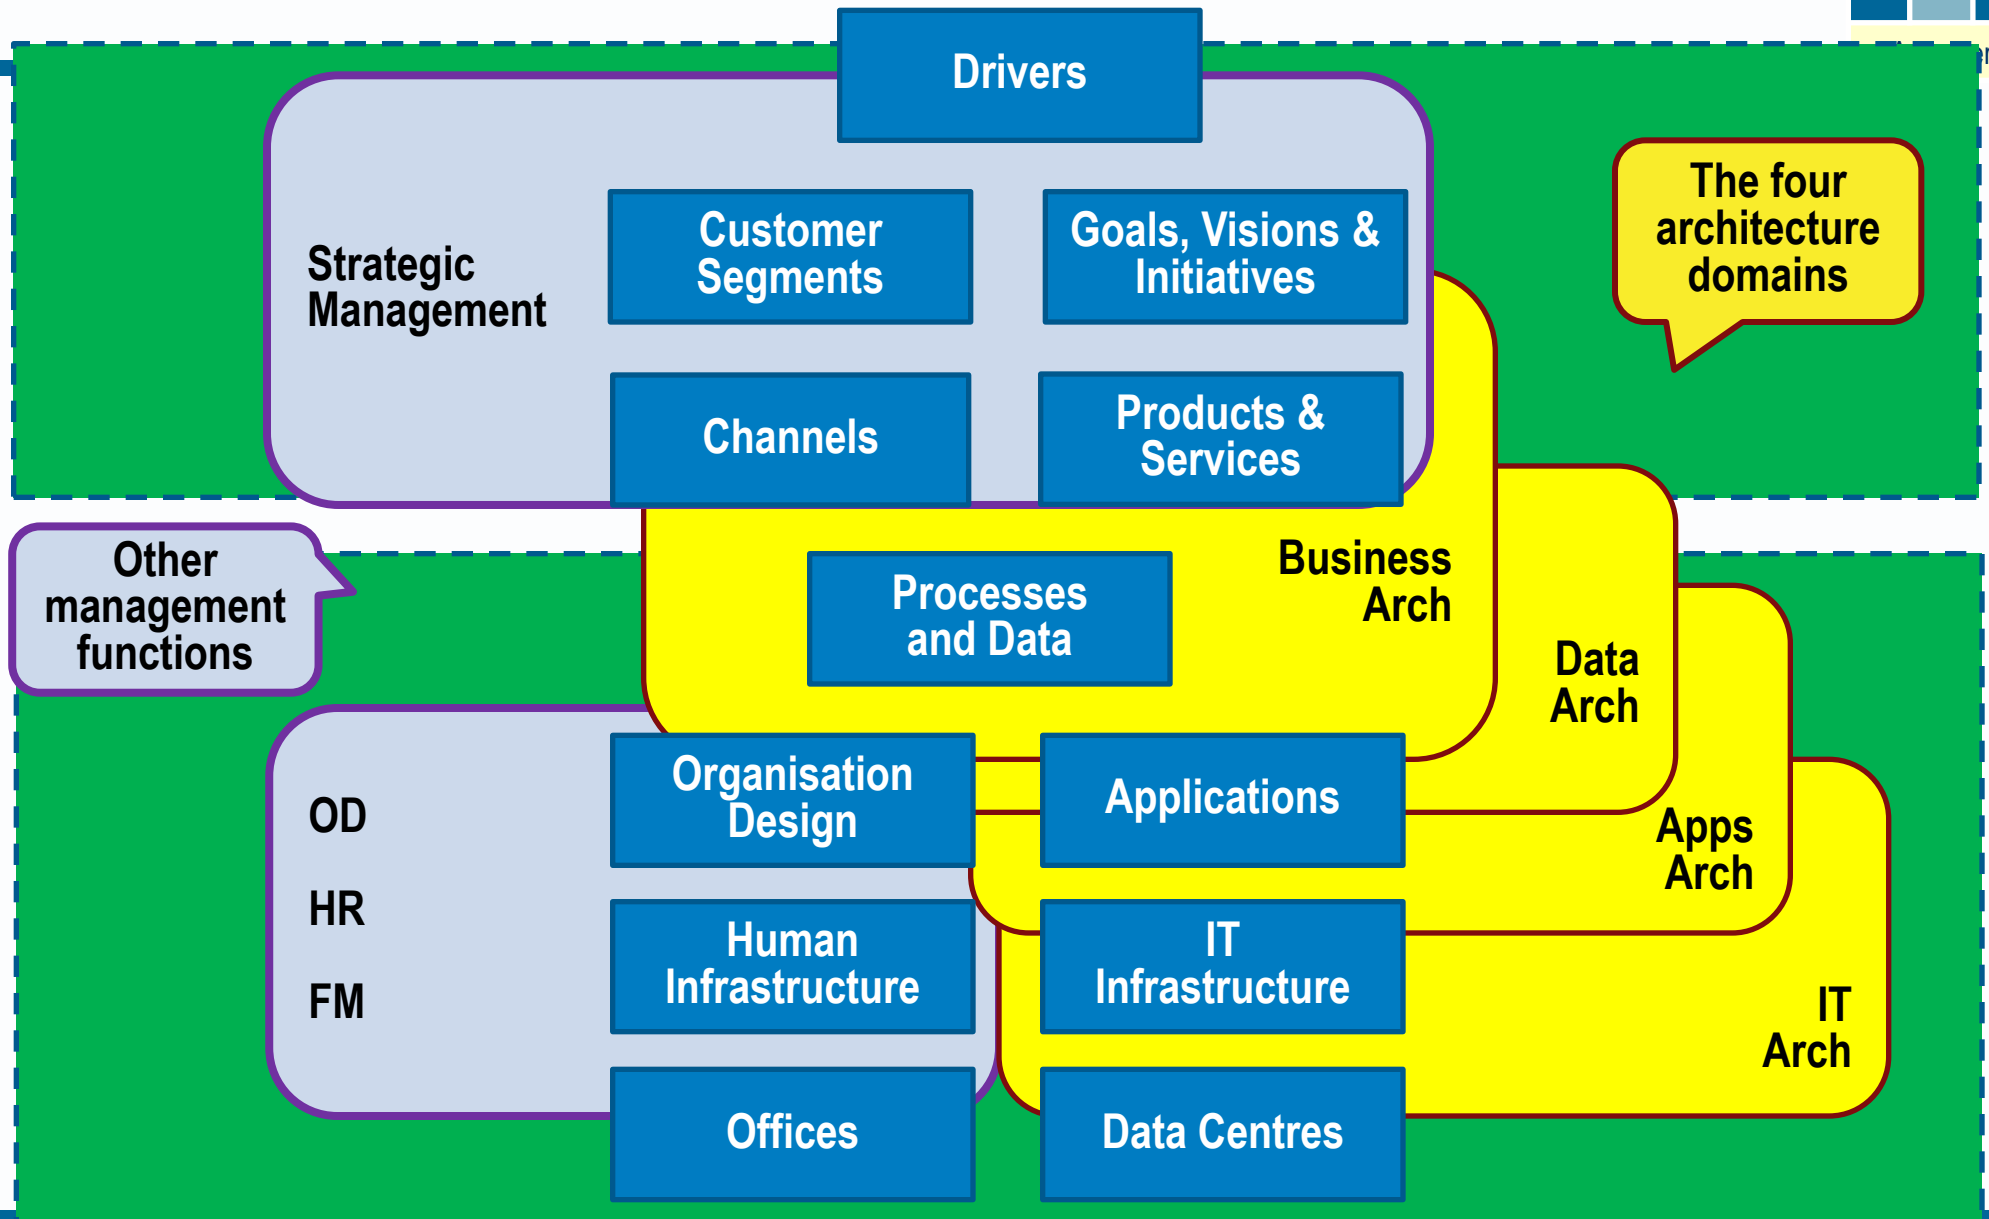 Drivers
The four
architecture
domains
Strategic
Management
Customer
Segments
Goals, Visions &
Initiatives
Channels
Products &
Services
Other
management
functions
Processes
and Data
Business
Arch
Data
Arch
OD
HR
FM
Organisation
Design
Applications
Apps
Arch
Human
Infrastructure
IT
Infrastructure
IT
Arch
Offices
Data Centres